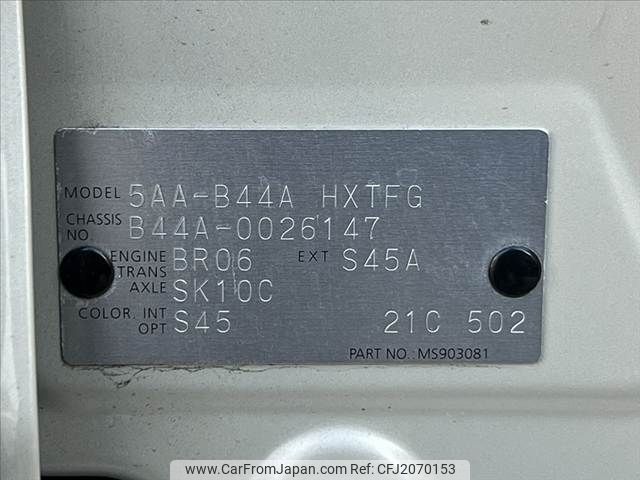 MODEL 5AA-B44A HXTFG
CHASSIS NO. B44A-0026147
ENGINE BR06 EXT S45A
TRANS AXLE SK10C
COLOR. INT OPT S45 21C 502
PART NO.: MS903081
www.CarFromJapan.com | Ref No: CFJ2070153